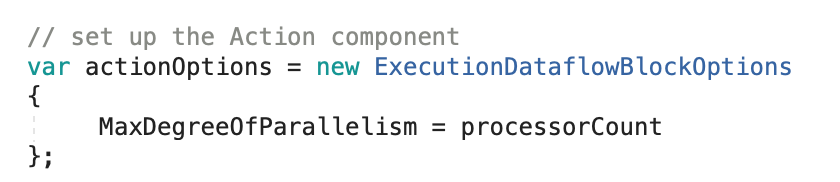 // set up the Action component
var actionOptions = new ExecutionDataflowBlockOptions
{
    MaxDegreeOfParallelism = processorCount
};